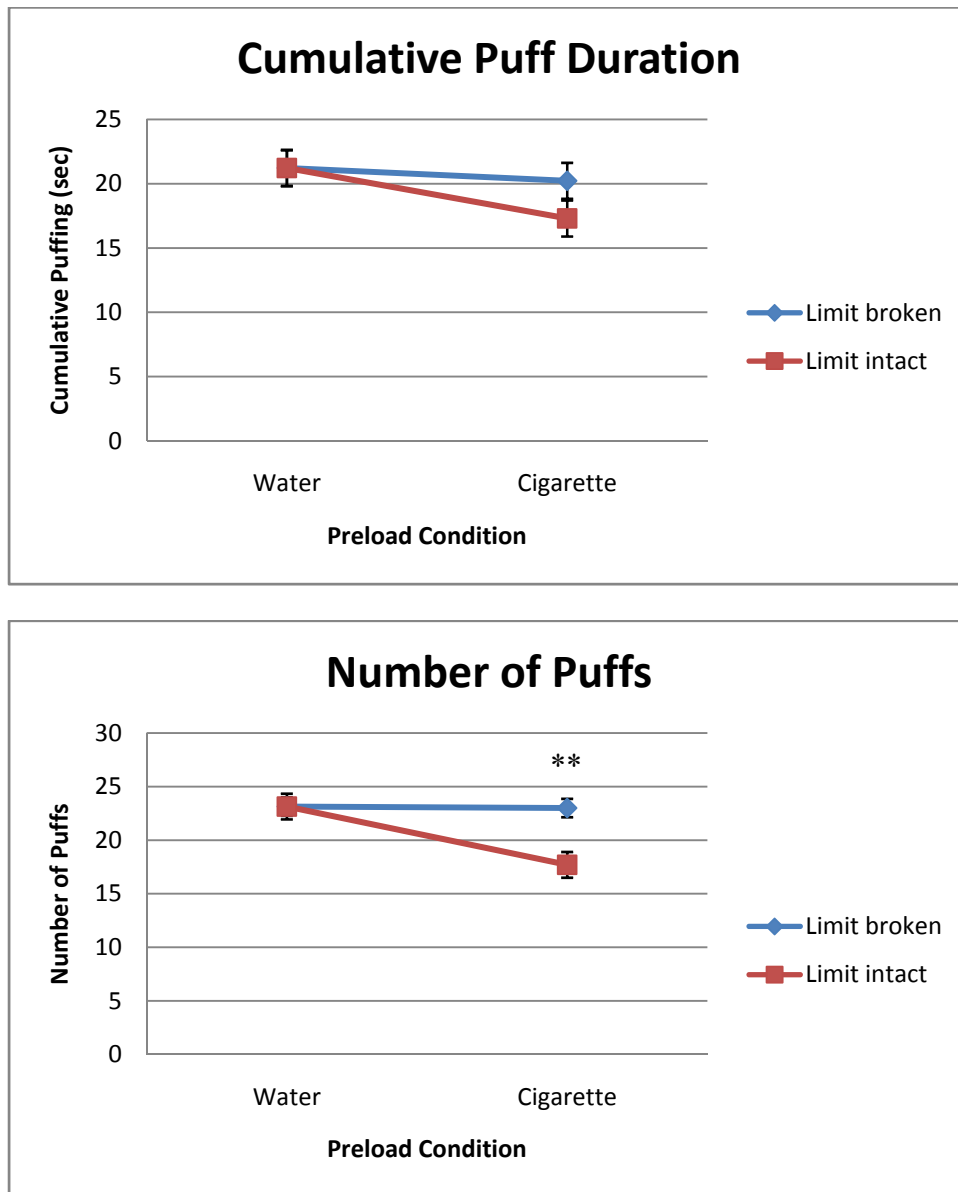 Cumulative Puff Duration
Cumulative Puffing (sec)
25
20
15
10
5
0
Water
Cigarette
Preload Condition
Limit broken
Limit intact
Number of Puffs
Number of Puffs
30
25
20
15
10
5
0
**
Water
Cigarette
Preload Condition
Limit broken
Limit intact